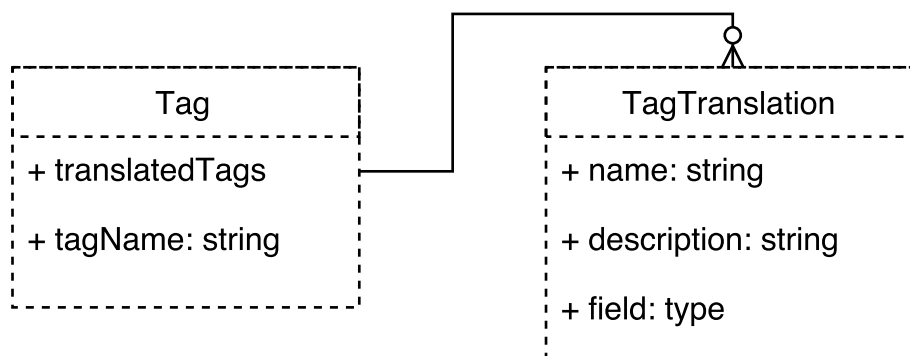 Tag
+ translatedTags
+ tagName: string
TagTranslation
+ name: string
+ description: string
+ field: type